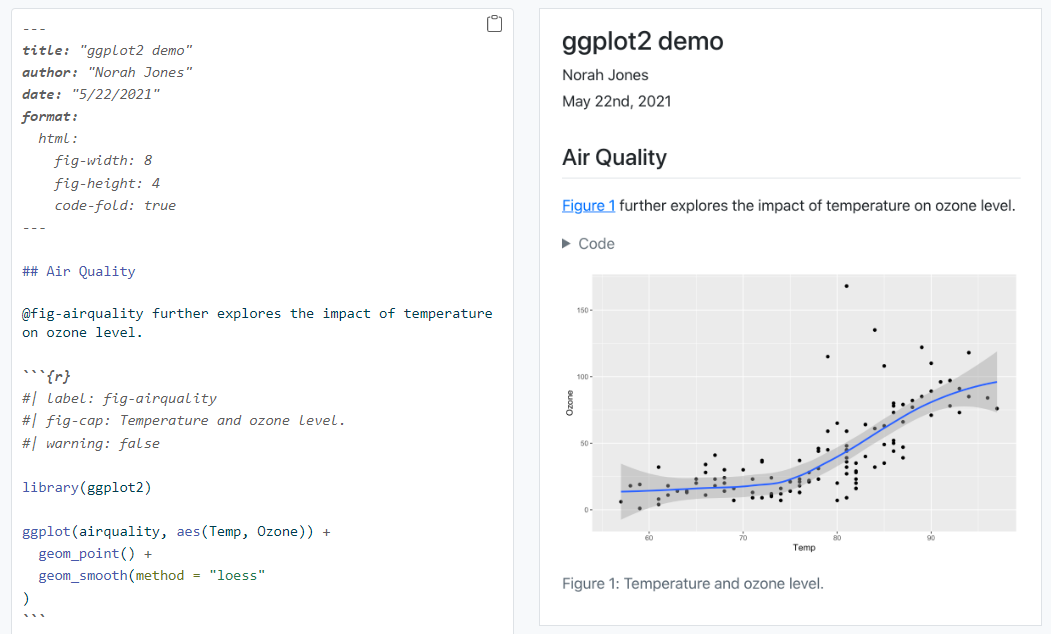 ---
title: "ggplot2 demo"
author: "Norah Jones"
date: "5/22/2021"
format:
  html:
    fig-width: 8
    fig-height: 4
    code-fold: true
---
## Air Quality
@fig-airquality further explores the impact of temperature
on ozone level.
```{r}
#| label: fig-airquality
#| fig-cap: Temperature and ozone level.
#| warning: false
library(ggplot2)
ggplot(airquality, aes(Temp, Ozone)) +
  geom_point() +
  geom_smooth(method = "loess"
)
```
ggplot2 demo
Norah Jones
May 22nd, 2021
Air Quality
Figure 1 further explores the impact of temperature on ozone level.
Code
150
100
50
0
Ozone
60 70 80 90
Temp
Figure 1: Temperature and ozone level.